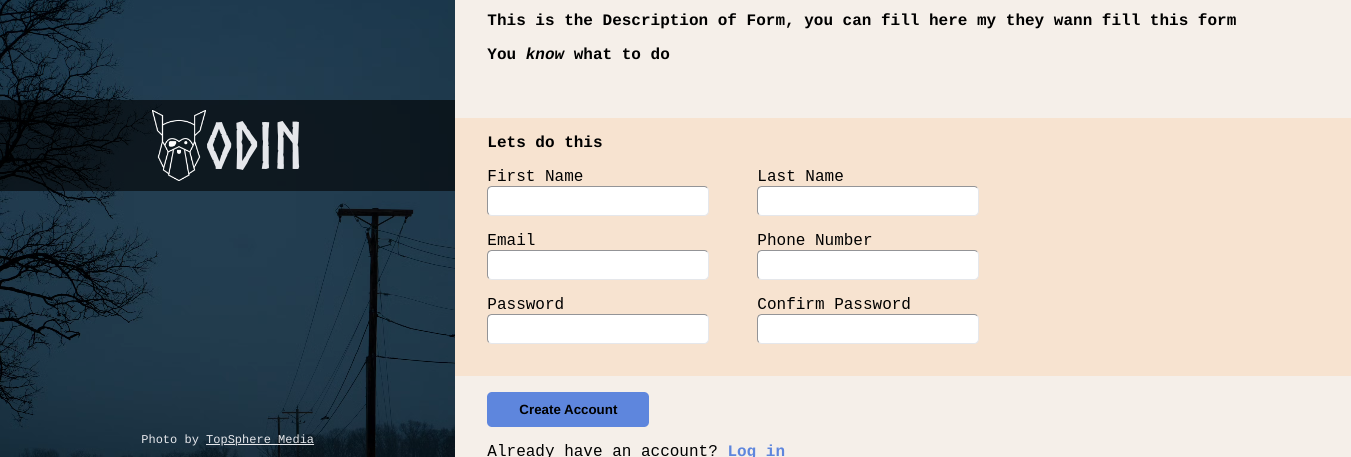 ODIN
Photo by TopSphere Media
This is the Description of Form, you can fill here my they wann fill this form
You know what to do
Lets do this
First Name
Last Name
Email
Phone Number
Password
Confirm Password
Create Account
Already have an account? Log in